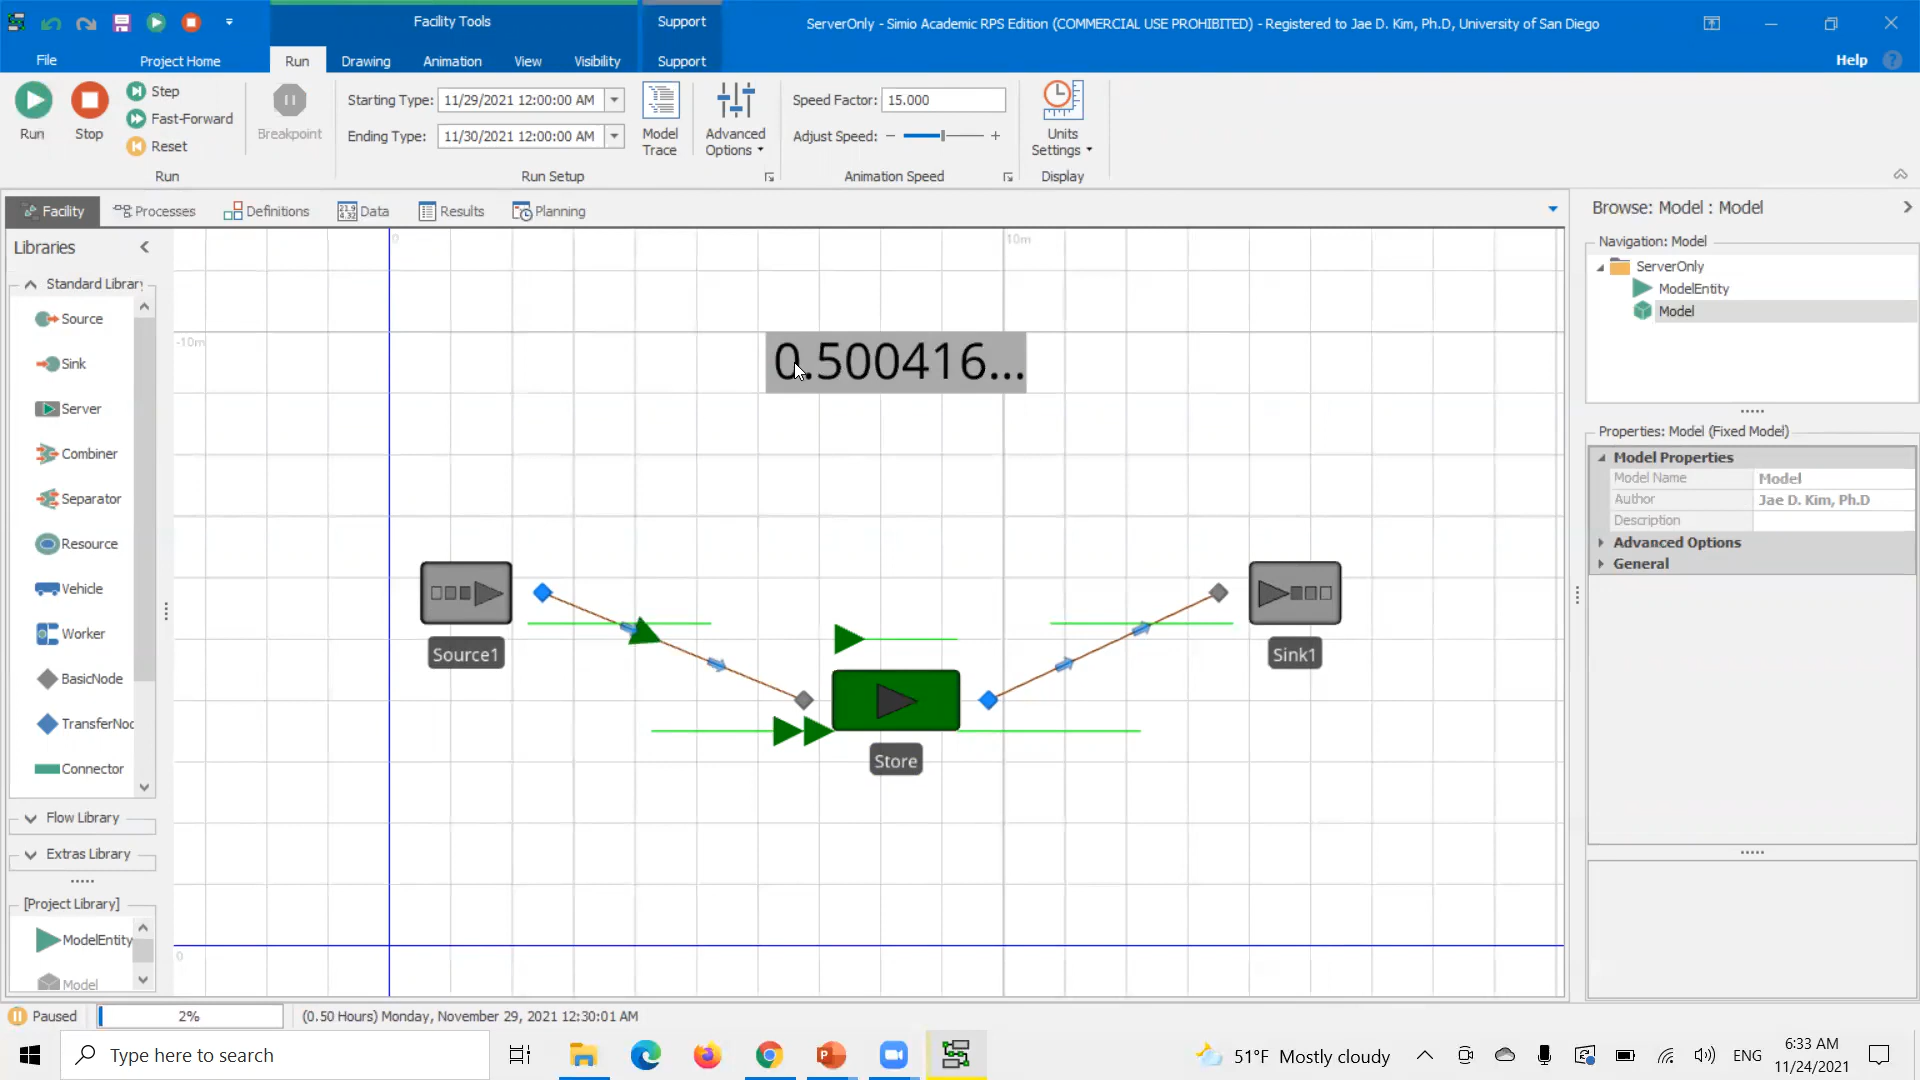 Facility Tools
Support
ServerOnly - Simio Academic RPS Edition (COMMERCIAL USE PROHIBITED) - Registered to Jae D. Kim, Ph.D, University of San Diego
File
Project Home
Run
Drawing
Animation
View
Visibility
Support
Help
Run
Stop
Step
Fast-Forward
Reset
Breakpoint
Starting Type: 11/29/2021 12:00:00 AM
Ending Type: 11/30/2021 12:00:00 AM
Model Trace
Advanced Options
Speed Factor: 15.000
Adjust Speed:
Units Settings
Run
Run Setup
Animation Speed
Display
Facility
Processes
Definitions
Data
Results
Planning
Browse: Model : Model
Libraries
Standard Library
Source
Sink
Server
Combiner
Separator
Resource
Vehicle
Worker
BasicNode
TransferNod
Connector
Flow Library
Extras Library
[Project Library]
ModelEntity
Model
0
10m
-10m
0.500416...
Source1
Store
Sink1
0
Navigation: Model
ServerOnly
ModelEntity
Model
Properties: Model (Fixed Model)
Model Properties
Model Name Model
Author Jae D. Kim, Ph.D
Description
Advanced Options
General
Paused
2%
(0.50 Hours) Monday, November 29, 2021 12:30:01 AM
Type here to search
51°F Mostly cloudy
ENG
6:33 AM
11/24/2021